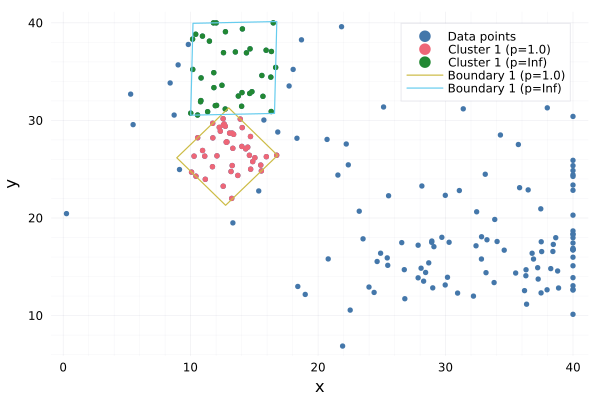 40
30
20
10
y
Data points
Cluster 1 (p=1.0)
Cluster 1 (p=Inf)
Boundary 1 (p=1.0)
Boundary 1 (p=Inf)
0 10 20 30 40
x